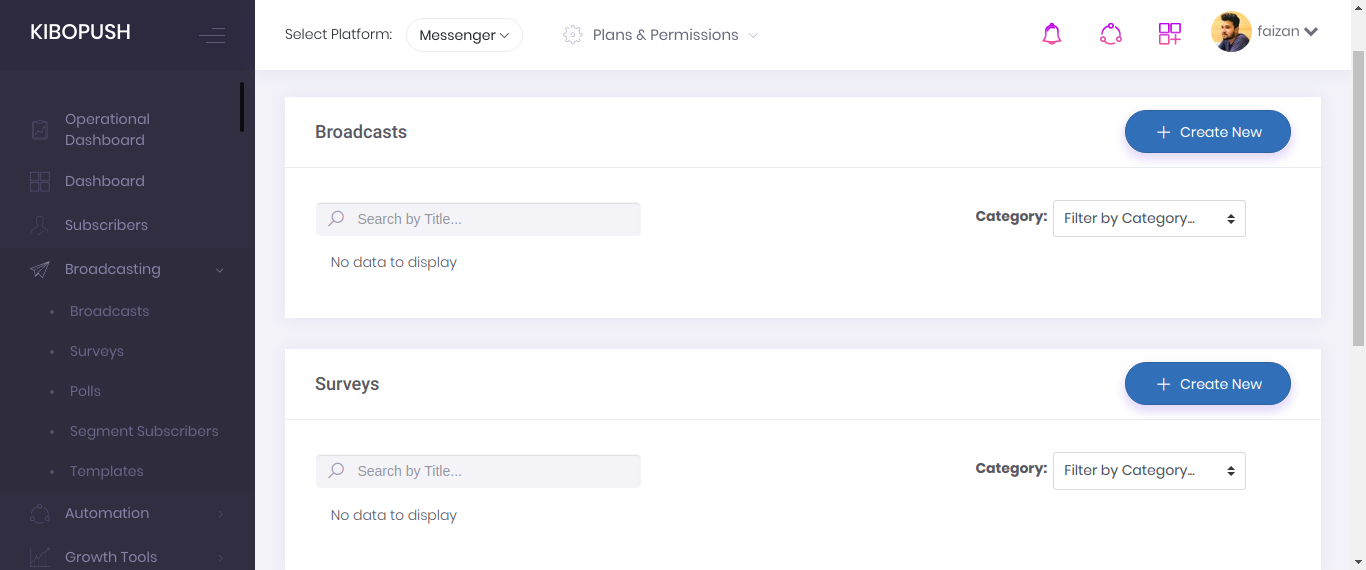 KIBOPUSH
Select Platform: Messenger
Plans & Permissions
faizan
Operational
Dashboard
Dashboard
Subscribers
Broadcasting
Broadcasts
Surveys
Polls
Segment Subscribers
Templates
Automation
Growth Tools
Broadcasts
Create New
Search by Title...
Category: Filter by Category...
No data to display
Surveys
Create New
Search by Title...
Category: Filter by Category...
No data to display